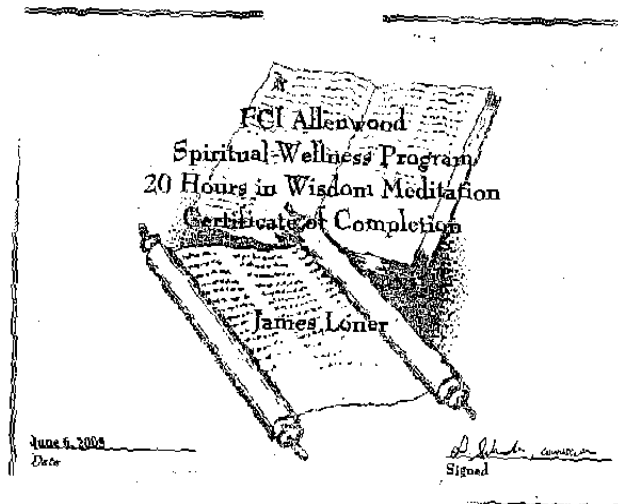 FCI Allenwood
Spiritual Wellness Program
20 Hours in Wisdom Meditation
Certificate of Completion
James Loner
June 6, 2005
Date
Signed